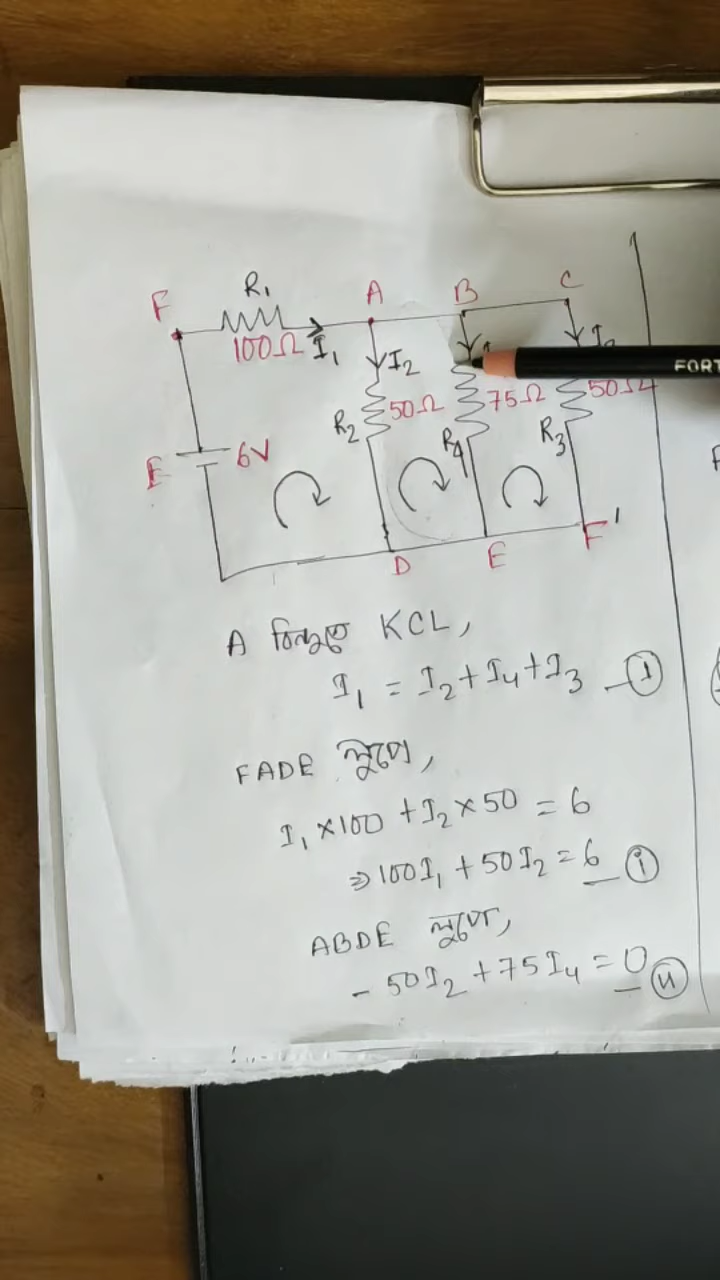 R₁
F
A
B
C
100Ω
I₁
I₂
FORT
R₂
50Ω
R₄
75Ω
R₃
50Ω
E
6V
D
E
F'
A বিন্দুতে KCL,
I₁ = I₂ + I₄ + I₃ —①
FADE লুপে,
I₁ × 100 + I₂ × 50 = 6
⇒ 100I₁ + 50I₂ = 6 —ⓘ
ABDE লুপে,
- 50I₂ + 75I₄ = 0 —ⓘⓘ